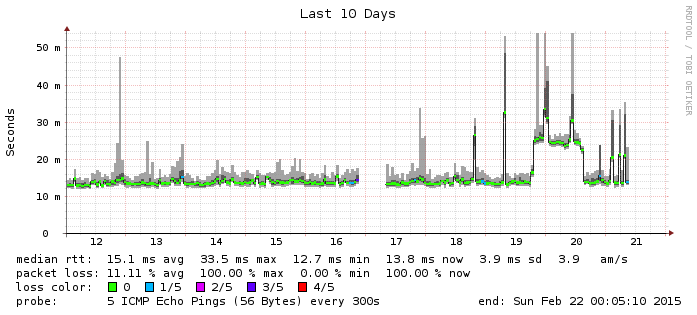 Last 10 Days
RRDTOOL / TOBI OETIKER
Seconds
50 m
40 m
30 m
20 m
10 m
0
12 13 14 15 16 17 18 19 20 21
median rtt: 15.1 ms avg 33.5 ms max 12.7 ms min 13.8 ms now 3.9 ms sd 3.9 am/s
packet loss: 11.11 % avg 100.00 % max 0.00 % min 100.00 % now
loss color: 0 1/5 2/5 3/5 4/5
probe: 5 ICMP Echo Pings (56 Bytes) every 300s end: Sun Feb 22 00:05:10 2015